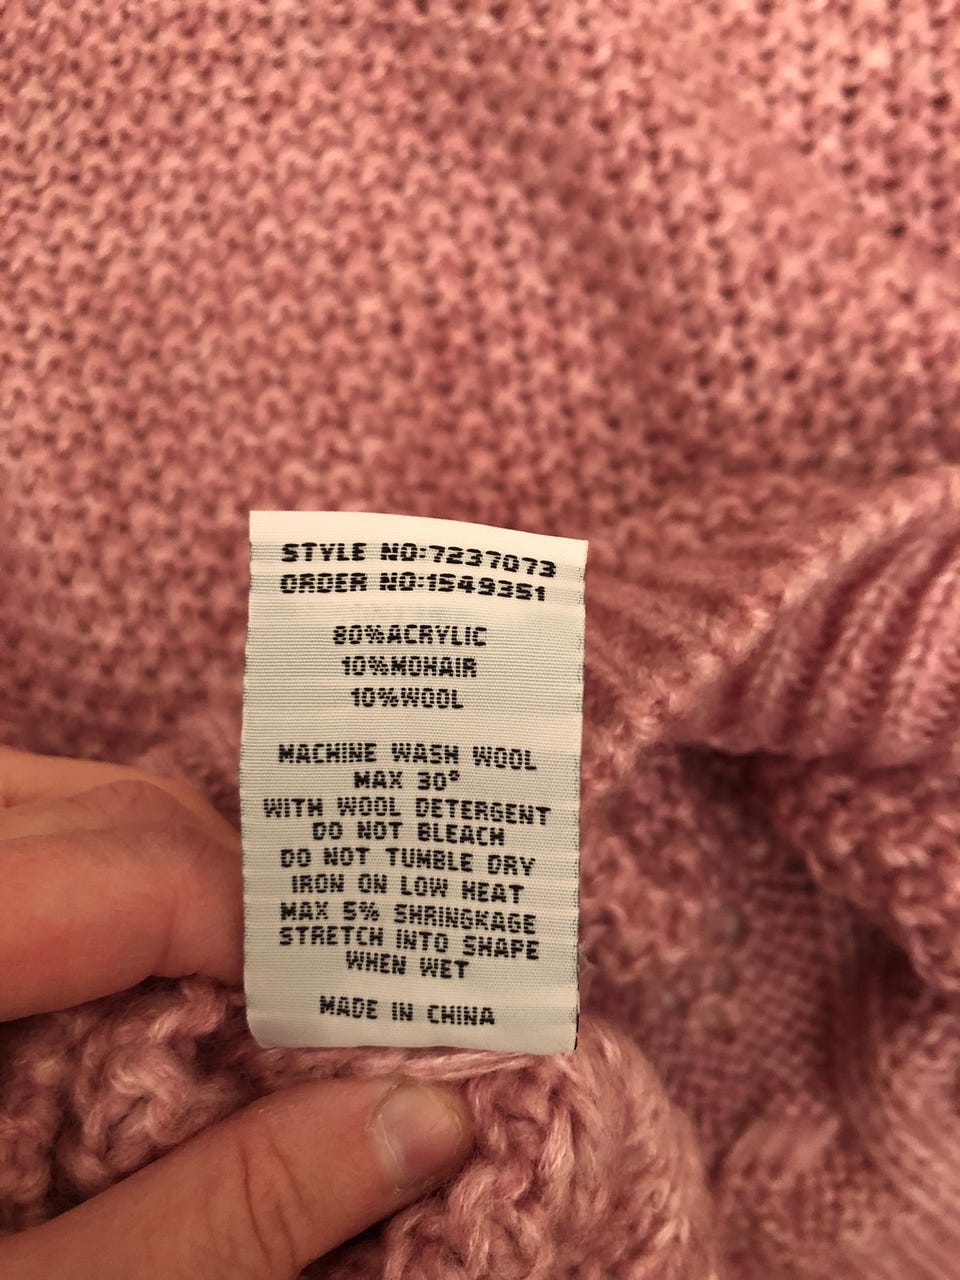 STYLE NO:7237073
ORDER NO:1549351
80%ACRYLIC
10%MOHAIR
10%WOOL
MACHINE WASH WOOL
MAX 30°
WITH WOOL DETERGENT
DO NOT BLEACH
DO NOT TUMBLE DRY
IRON ON LOW HEAT
MAX 5% SHRINGKAGE
STRETCH INTO SHAPE
WHEN WET
MADE IN CHINA